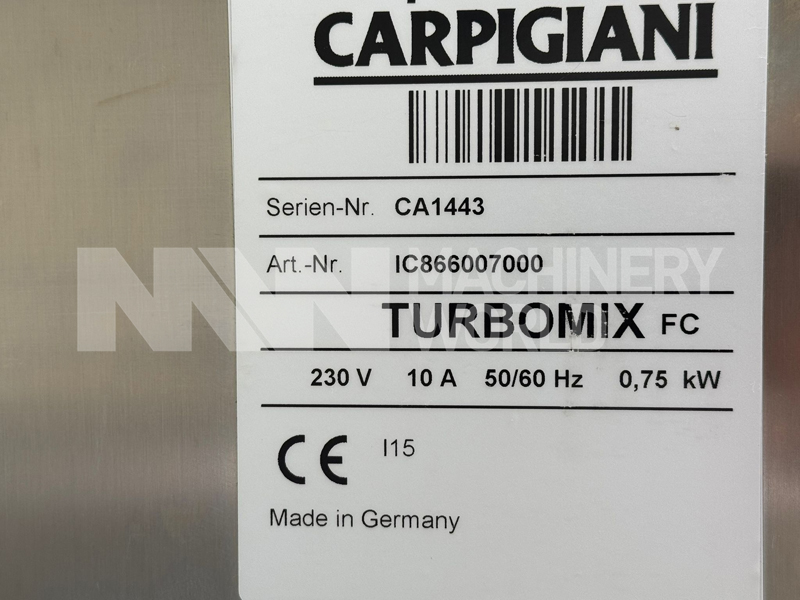 CARPIGIANI
Serien-Nr. CA1443
Art.-Nr. IC866007000
MW MACHINERY WORLD
TURBOMIX FC
230 V 10 A 50/60 Hz 0,75 kW
CE I15
Made in Germany